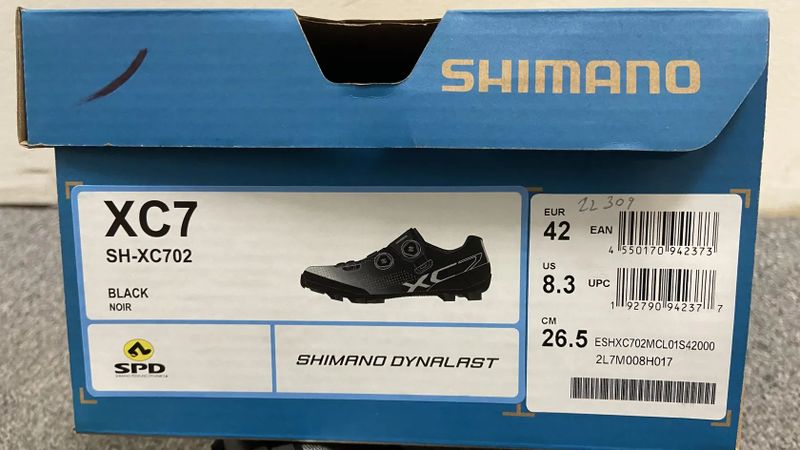 SHIMANO
XC7
SH-XC702
BLACK
NOIR
XC
SPD
SHIMANO DYNALAST
22309
EUR
42
EAN
4 550170 942373
US
8.3
UPC
1 92790 94237 7
CM
26.5
ESHXC702MCL01S42000
2L7M008H017